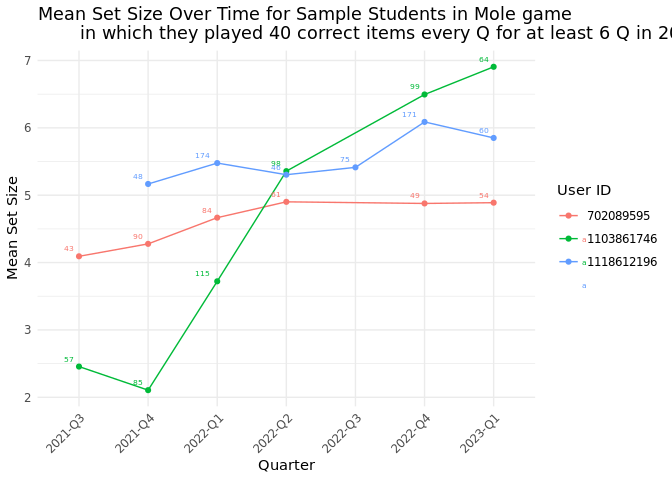 Mean Set Size Over Time for Sample Students in Mole game
in which they played 40 correct items every Q for at least 6 Q in 20
7
6
5
4
3
2
Mean Set Size
64
99
171
60
48
174
98
46
75
43
90
84
61
49
54
57
85
115
2021-Q3
2021-Q4
2022-Q1
2022-Q2
2022-Q3
2022-Q4
2023-Q1
Quarter
User ID
702089595
a
1103861746
a
1118612196
a